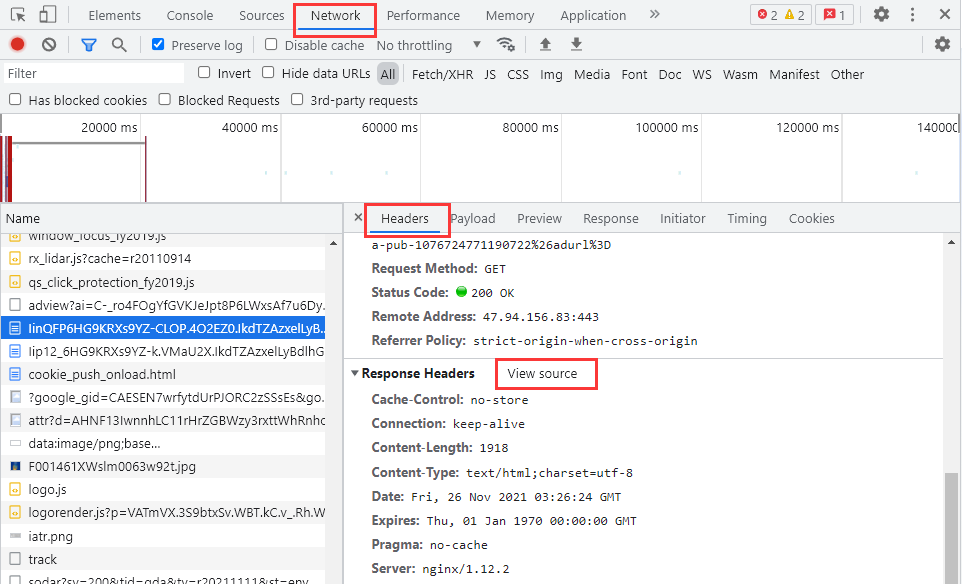 Elements Console Sources Network Performance Memory Application » 2 2 1
Preserve log Disable cache No throttling
Filter Invert Hide data URLs All Fetch/XHR JS CSS Img Media Font Doc WS Wasm Manifest Other
Has blocked cookies Blocked Requests 3rd-party requests
20000 ms 40000 ms 60000 ms 80000 ms 100000 ms 120000 ms 140000
Name
window_focus_fy2019.js
rx_lidar.js?cache=r20110914
qs_click_protection_fy2019.js
adview?ai=C-_ro4FOgYfGVKJeJpt8P6LWxsAf7u6Dy.
IinQFP6HG9KRXs9YZ-CLOP.4O2EZ0.IkdTZAzxelLyB..
Iip12_6HG9KRXs9YZ-k.VMaU2X.IkdTZAzxelLyBdlhG
cookie_push_onload.html
?google_gid=CAESEN7wrfytdUrPJORC2zSSsEs&go.
attr?d=AHNF13IwnnhLC11rHrZGBWzy3rxttWhRnhc
data:image/png;base...
F001461XWslm0063w92t.jpg
logo.js
logorender.js?p=VATmVX.3S9btxSv.WBT.kC.v_.Rh.W
iatr.png
track
sodar?sv=200&tid=gda&tv=r20211111&st=env
× Headers Payload Preview Response Initiator Timing Cookies
a-pub-1076724771190722%26adurl%3D
Request Method: GET
Status Code: 200 OK
Remote Address: 47.94.156.83:443
Referrer Policy: strict-origin-when-cross-origin
Response Headers View source
Cache-Control: no-store
Connection: keep-alive
Content-Length: 1918
Content-Type: text/html;charset=utf-8
Date: Fri, 26 Nov 2021 03:26:24 GMT
Expires: Thu, 01 Jan 1970 00:00:00 GMT
Pragma: no-cache
Server: nginx/1.12.2